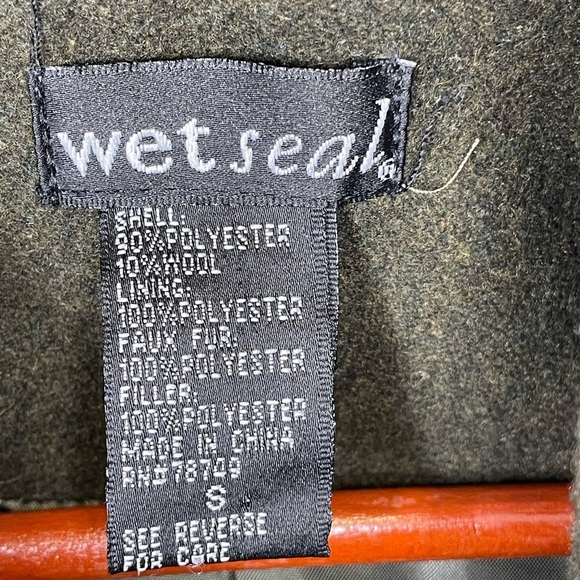 wet seal®
SHELL:
90%POLYESTER
10%WOOL
LINING:
100%POLYESTER
FAUX FUR:
100%POLYESTER
FILLER:
100%POLYESTER
MADE IN CHINA
RN#78709
S
SEE REVERSE
FOR CARE